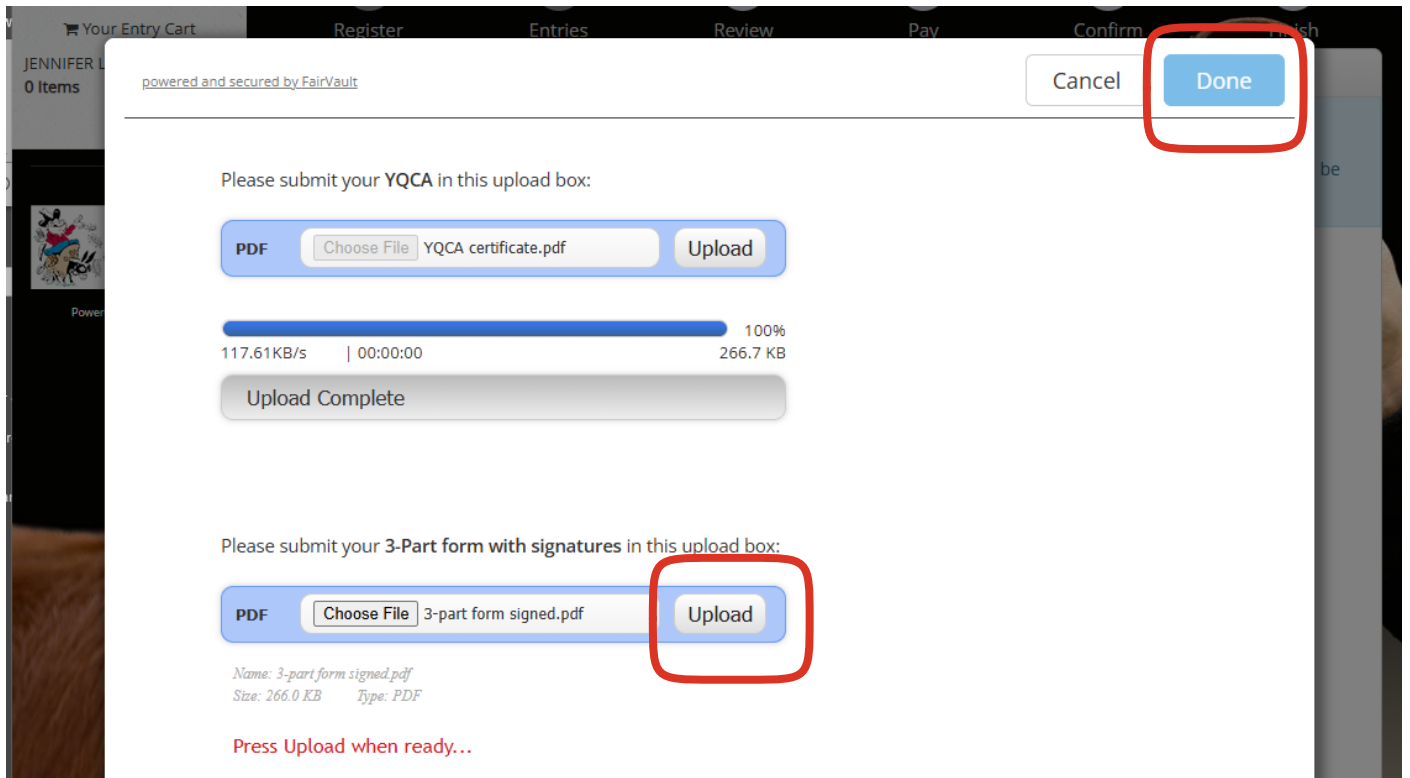 Your Entry Cart
Register
Entries
Review
Pay
Confirm
Finish
JENNIFER L
0 Items
powered and secured by FairVault
Cancel
Done
be
Please submit your YQCA in this upload box:
PDF Choose File YQCA certificate.pdf Upload
100%
117.61KB/s | 00:00:00 266.7 KB
Upload Complete
Power
Please submit your 3-Part form with signatures in this upload box:
PDF Choose File 3-part form signed.pdf Upload
Name: 3-part form signed.pdf
Size: 266.0 KB Type: PDF
Press Upload when ready...